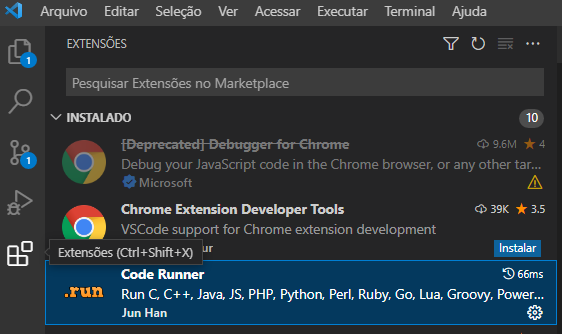 Arquivo Editar Seleção Ver Acessar Executar Terminal Ajuda
EXTENSÕES
1
Pesquisar Extensões no Marketplace
INSTALADO 10
[Deprecated] Debugger for Chrome 9.6M 4
Debug your JavaScript code in the Chrome browser, or any other tar...
1
Microsoft
Chrome Extension Developer Tools 39K 3.5
VSCode support for Chrome extension development
ur Instalar
Extensões (Ctrl+Shift+X)
Code Runner 66ms
.run
Run C, C++, Java, JS, PHP, Python, Perl, Ruby, Go, Lua, Groovy, Power...
Jun Han